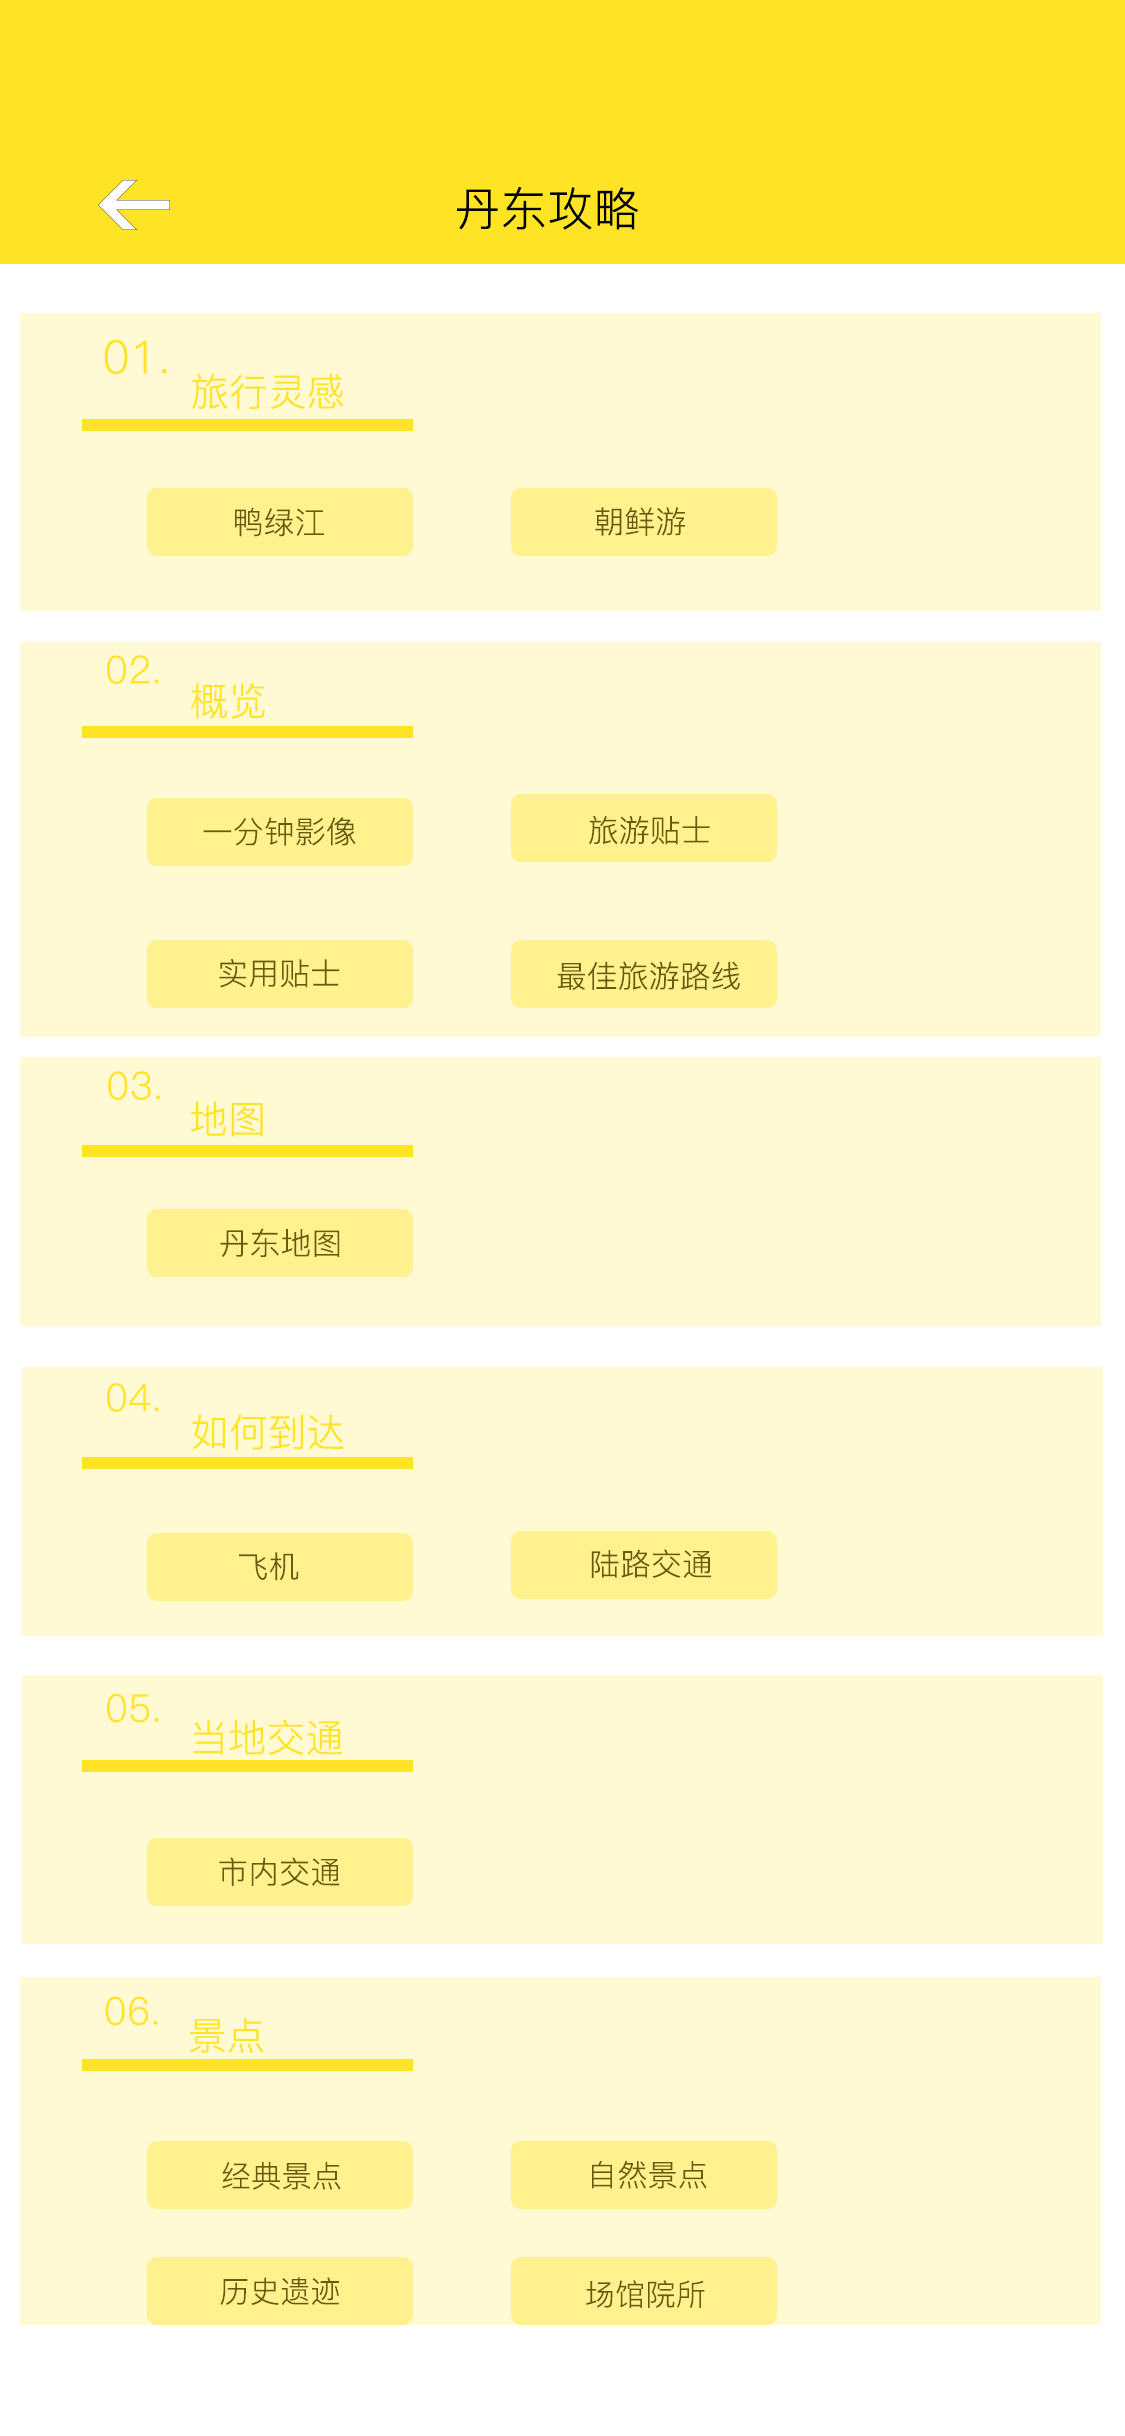 丹东攻略
01.
旅行灵感
鸭绿江
朝鲜游
02.
概览
一分钟影像
旅游贴士
实用贴士
最佳旅游路线
03.
地图
丹东地图
04.
如何到达
飞机
陆路交通
05.
当地交通
市内交通
06.
景点
经典景点
自然景点
历史遗迹
场馆院所